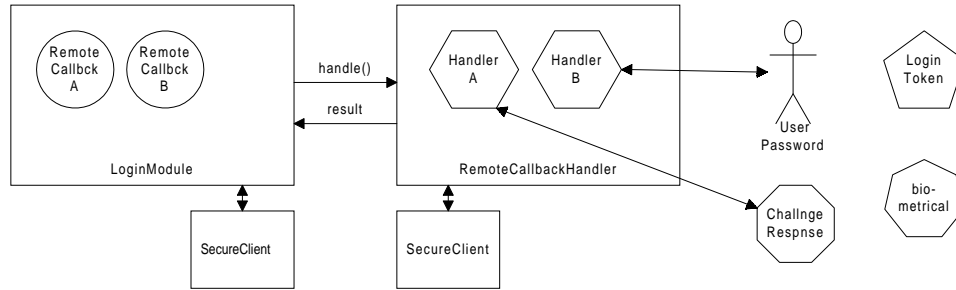 Remote
Callbck
A
Remote
Callbck
B
LoginModule
handle()
result
Handler
A
Handler
B
RemoteCallbackHandler
User
Password
Login
Token
Challnge
Respnse
bio-
metrical
SecureClient
SecureClient